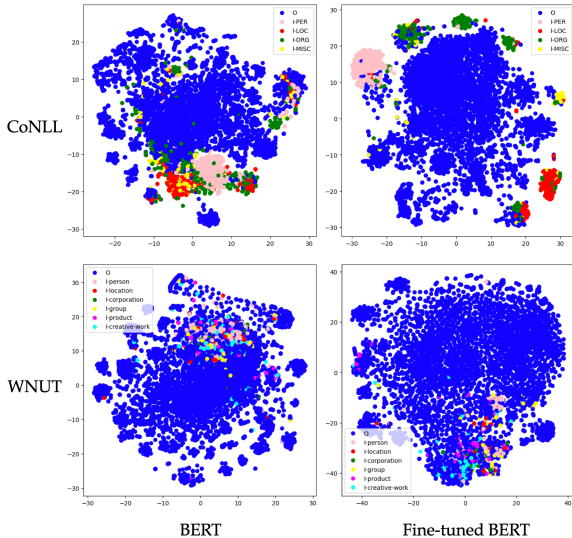 CoNLL
30
20
10
0
−10
−20
−30
−20
−10
0
10
20
30
O
I-PER
I-LOC
I-ORG
I-MISC
20
10
0
−10
−20
−30
−20
−10
0
10
20
30
O
I-PER
I-LOC
I-ORG
I-MISC
WNUT
30
20
10
0
−10
−20
−30
−30
−20
−10
0
10
20
30
O
I-person
I-location
I-corporation
I-group
I-product
I-creative-work
40
20
0
−20
−40
−40
−20
0
20
40
O
I-person
I-location
I-corporation
I-group
I-product
I-creative-work
BERT
Fine-tuned BERT